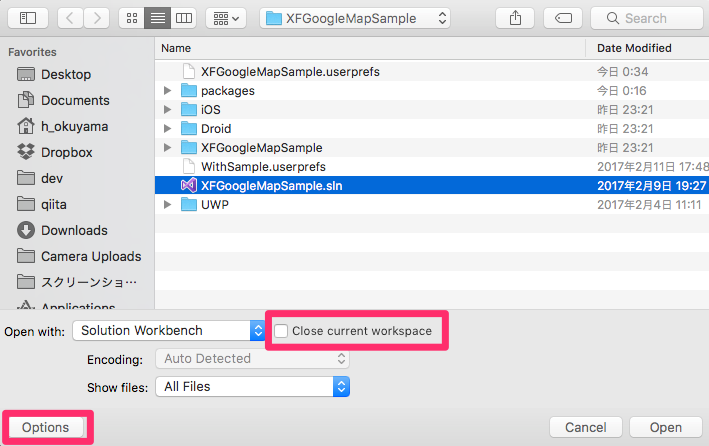 XFGoogleMapSample
Search
Favorites
Desktop
Documents
h_okuyama
Dropbox
dev
qiita
Downloads
Camera Uploads
スクリーンショ…
Applications
Name Date Modified
XFGoogleMapSample.userprefs 今日 0:34
packages 今日 0:16
iOS 昨日 23:21
Droid 昨日 23:21
XFGoogleMapSample 昨日 23:21
WithSample.userprefs 2017年2月11日 17:48
XFGoogleMapSample.sln 2017年2月9日 19:27
UWP 2017年2月4日 11:11
Open with: Solution Workbench Close current workspace
Encoding: Auto Detected
Show files: All Files
Options Cancel Open